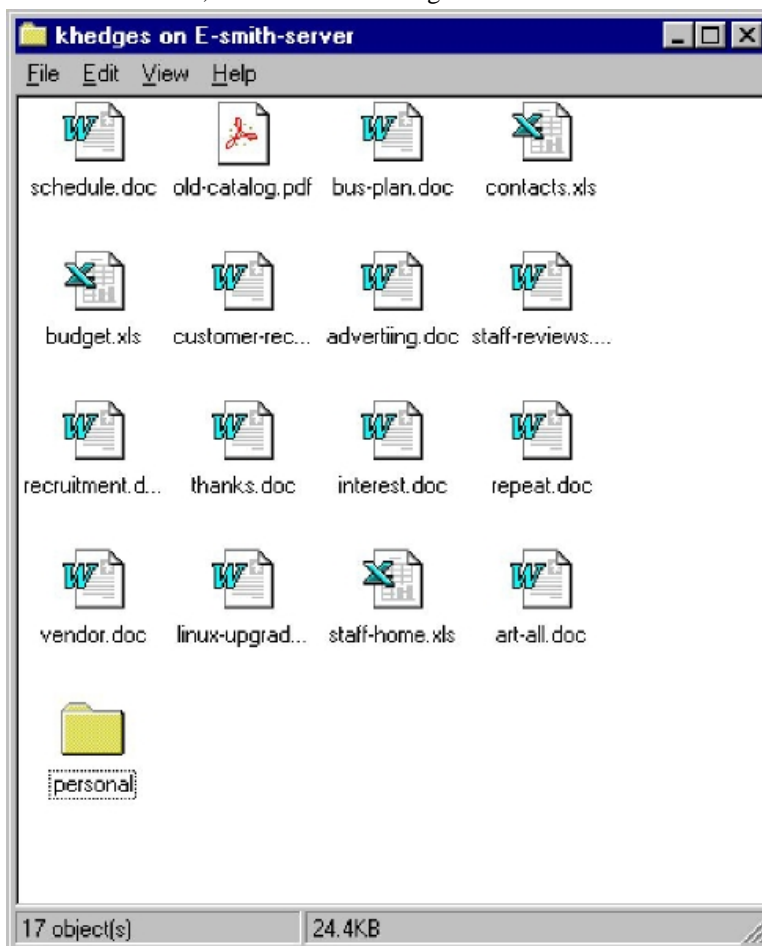 khedges on E-smith-server
File Edit View Help
schedule.doc old-catalog.pdf bus-plan.doc contacts.xls
budget.xls customer-rec... advertiing.doc staff-reviews....
recruitment.d... thanks.doc interest.doc repeat.doc
vendor.doc linux-upgrad... staff-home.xls art-all.doc
personal
17 object(s) 24.4KB